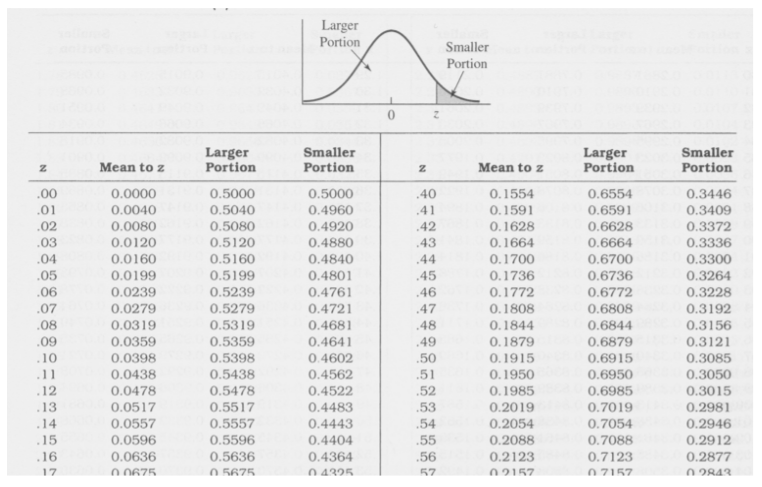 Larger
Portion
Smaller
Portion
0 z
Larger Smaller Larger Smaller
z Mean to z Portion Portion z Mean to z Portion Portion
.00 0.0000 0.5000 0.5000 .40 0.1554 0.6554 0.3446
.01 0.0040 0.5040 0.4960 .41 0.1591 0.6591 0.3409
.02 0.0080 0.5080 0.4920 .42 0.1628 0.6628 0.3372
.03 0.0120 0.5120 0.4880 .43 0.1664 0.6664 0.3336
.04 0.0160 0.5160 0.4840 .44 0.1700 0.6700 0.3300
.05 0.0199 0.5199 0.4801 .45 0.1736 0.6736 0.3264
.06 0.0239 0.5239 0.4761 .46 0.1772 0.6772 0.3228
.07 0.0279 0.5279 0.4721 .47 0.1808 0.6808 0.3192
.08 0.0319 0.5319 0.4681 .48 0.1844 0.6844 0.3156
.09 0.0359 0.5359 0.4641 .49 0.1879 0.6879 0.3121
.10 0.0398 0.5398 0.4602 .50 0.1915 0.6915 0.3085
.11 0.0438 0.5438 0.4562 .51 0.1950 0.6950 0.3050
.12 0.0478 0.5478 0.4522 .52 0.1985 0.6985 0.3015
.13 0.0517 0.5517 0.4483 .53 0.2019 0.7019 0.2981
.14 0.0557 0.5557 0.4443 .54 0.2054 0.7054 0.2946
.15 0.0596 0.5596 0.4404 .55 0.2088 0.7088 0.2912
.16 0.0636 0.5636 0.4364 .56 0.2123 0.7123 0.2877
.17 0.0675 0.5675 0.4325 .57 0.2157 0.7157 0.2843